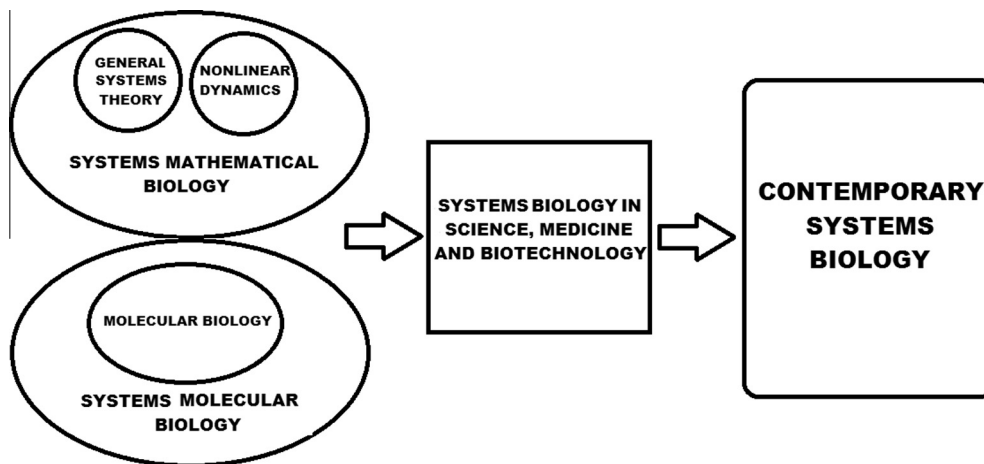 GENERAL
SYSTEMS
THEORY
NONLINEAR
DYNAMICS
SYSTEMS MATHEMATICAL
BIOLOGY
MOLECULAR BIOLOGY
SYSTEMS MOLECULAR
BIOLOGY
SYSTEMS BIOLOGY IN
SCIENCE, MEDICINE
AND BIOTECHNOLOGY
CONTEMPORARY
SYSTEMS
BIOLOGY